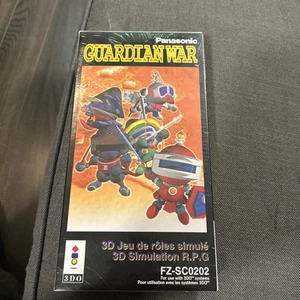 Panasonic
GUARDIAN WAR
3D Jeu de rôles simulé
3D Simulation R.P.G
FZ-SC0202
For use with 3DO™ systems
Pour utilisation avec les systèmes 3DO™
3DO